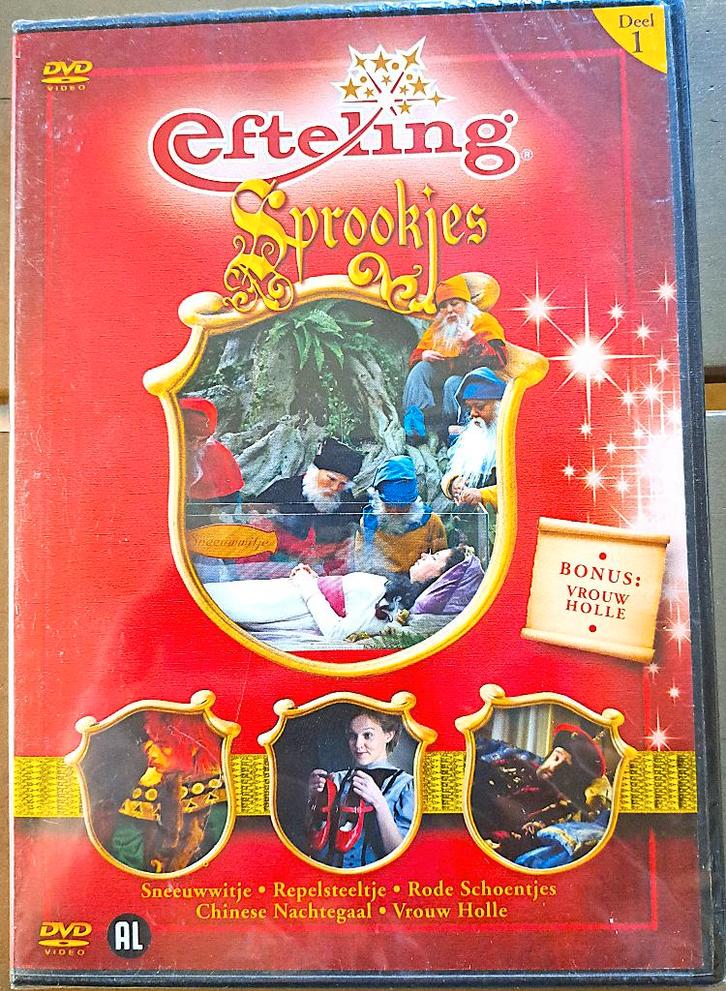 Deel
1
DVD
VIDEO
efteling®
Sprookjes
Sneeuwwitje
BONUS:
VROUW
HOLLE
Sneeuwwitje • Repelsteeltje • Rode Schoentjes
Chinese Nachtegaal • Vrouw Holle
DVD
VIDEO
AL